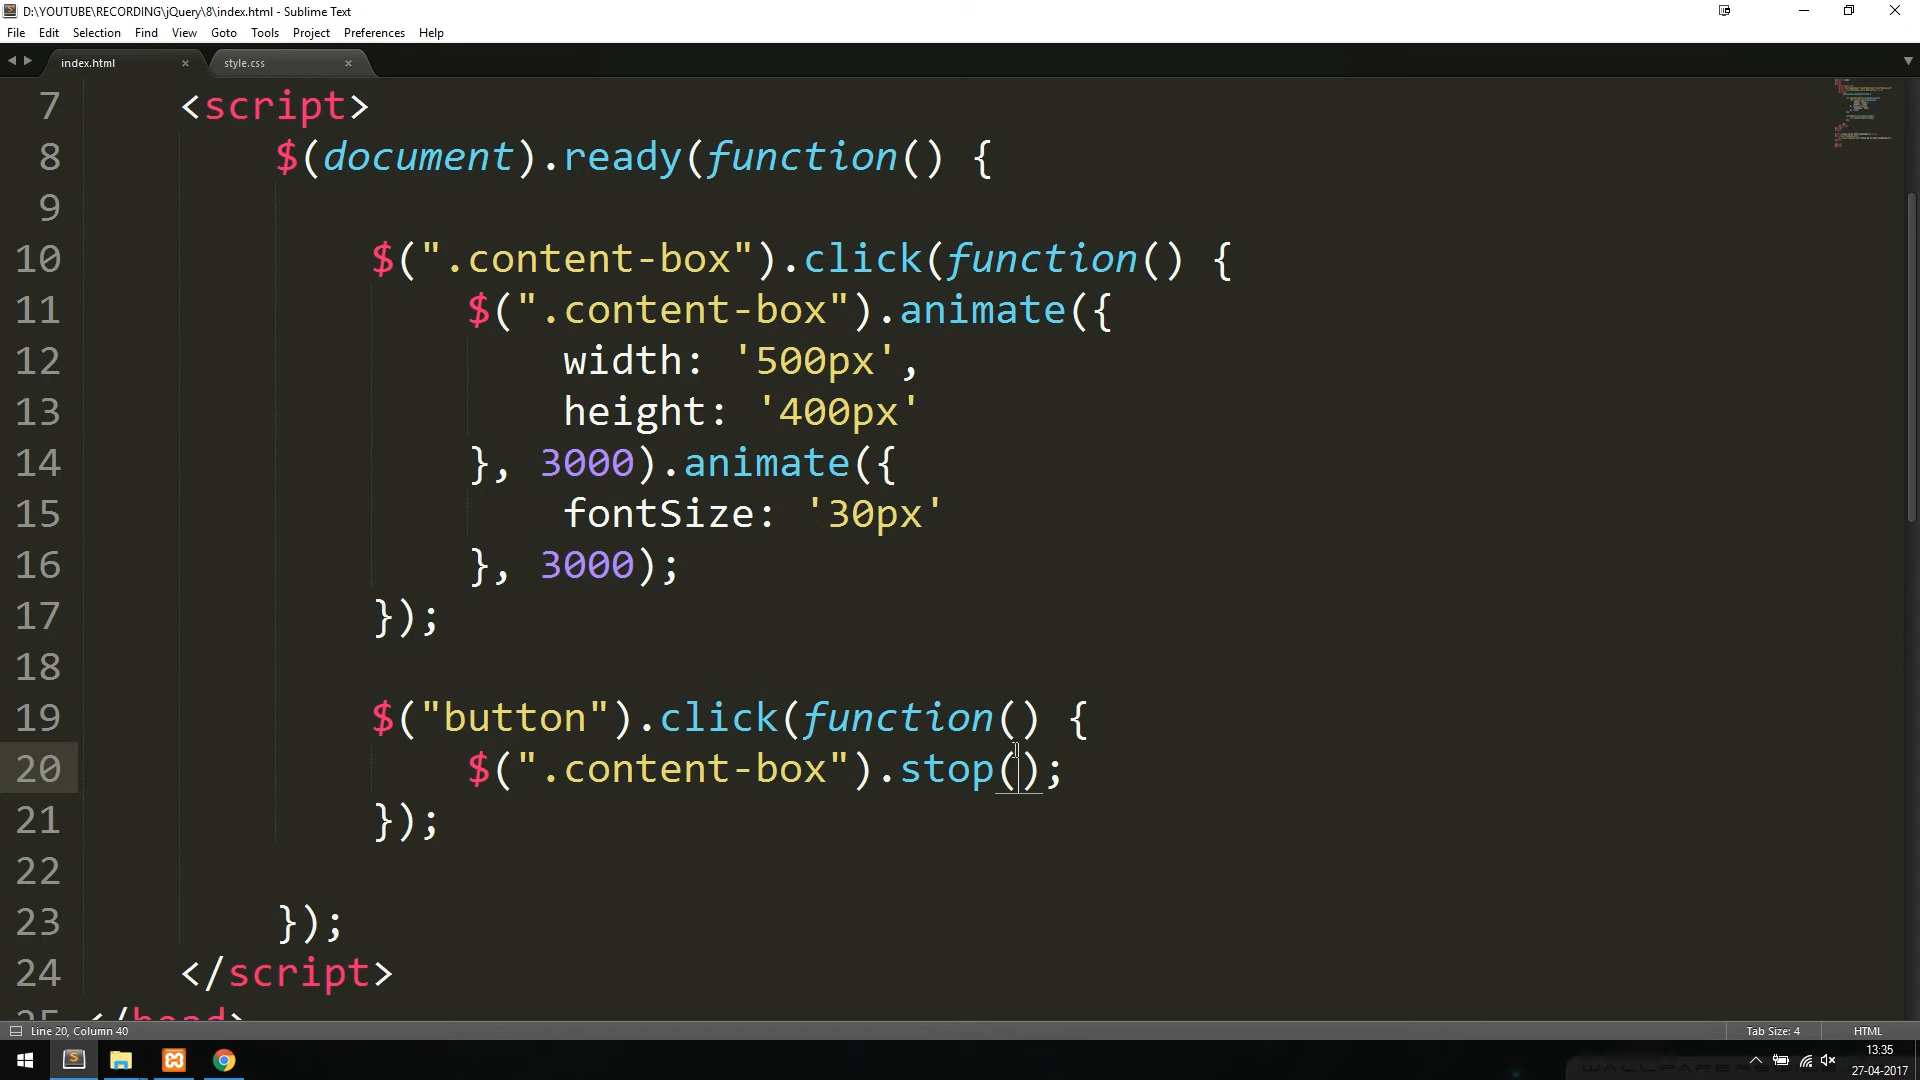 D:\YOUTUBE\RECORDING\jQuery\8\index.html - Sublime Text
File Edit Selection Find View Goto Tools Project Preferences Help
index.html × style.css ×
7 <script>
8 $(document).ready(function() {
9
10 $(".content-box").click(function() {
11 $(".content-box").animate({
12 width: '500px',
13 height: '400px'
14 }, 3000).animate({
15 fontSize: '30px'
16 }, 3000);
17 });
18
19 $("button").click(function() {
20 $(".content-box").stop();
21 });
22
23 });
24 </script>
25 </head>
Line 20, Column 40 Tab Size: 4 HTML
13:35
27-04-2017